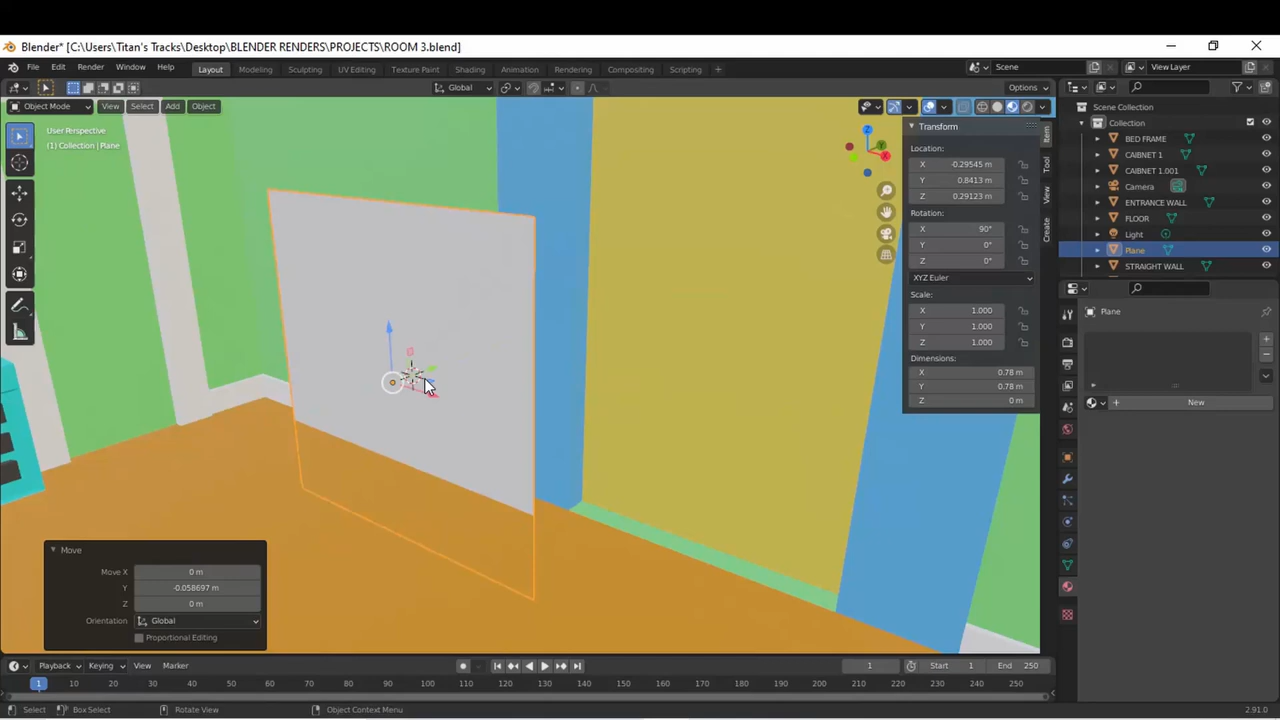 Blender* [C:\Users\Titan's Tracks\Desktop\BLENDER RENDERS\PROJECTS\ROOM 3.blend]
File Edit Render Window Help Layout Modeling Sculpting UV Editing Texture Paint Shading Animation Rendering Compositing Scripting + Scene View Layer
Global Options
Object Mode View Select Add Object
User Perspective
(1) Collection | Plane
Transform
Location:
X -0.29545 m
Y 0.8413 m
Z 0.29123 m
Rotation:
X 90°
Y 0°
Z 0°
XYZ Euler
Scale:
X 1.000
Y 1.000
Z 1.000
Dimensions:
X 0.78 m
Y 0.78 m
Z 0 m
Item
Tool
View
Create
Z
Y
X
Scene Collection
Collection
BED FRAME
CAIBNET 1
CAIBNET 1.001
Camera
ENTRANCE WALL
FLOOR
Light
Plane
STRAIGHT WALL
Plane
New
Move
Move X 0 m
Y -0.058697 m
Z 0 m
Orientation Global
Proportional Editing
Playback Keying View Marker 1 Start 1 End 250
1 10 20 30 40 50 60 70 80 90 100 110 120 130 140 150 160 170 180 190 200 210 220 230 240 250
Select Box Select Rotate View Object Context Menu 2.91.0